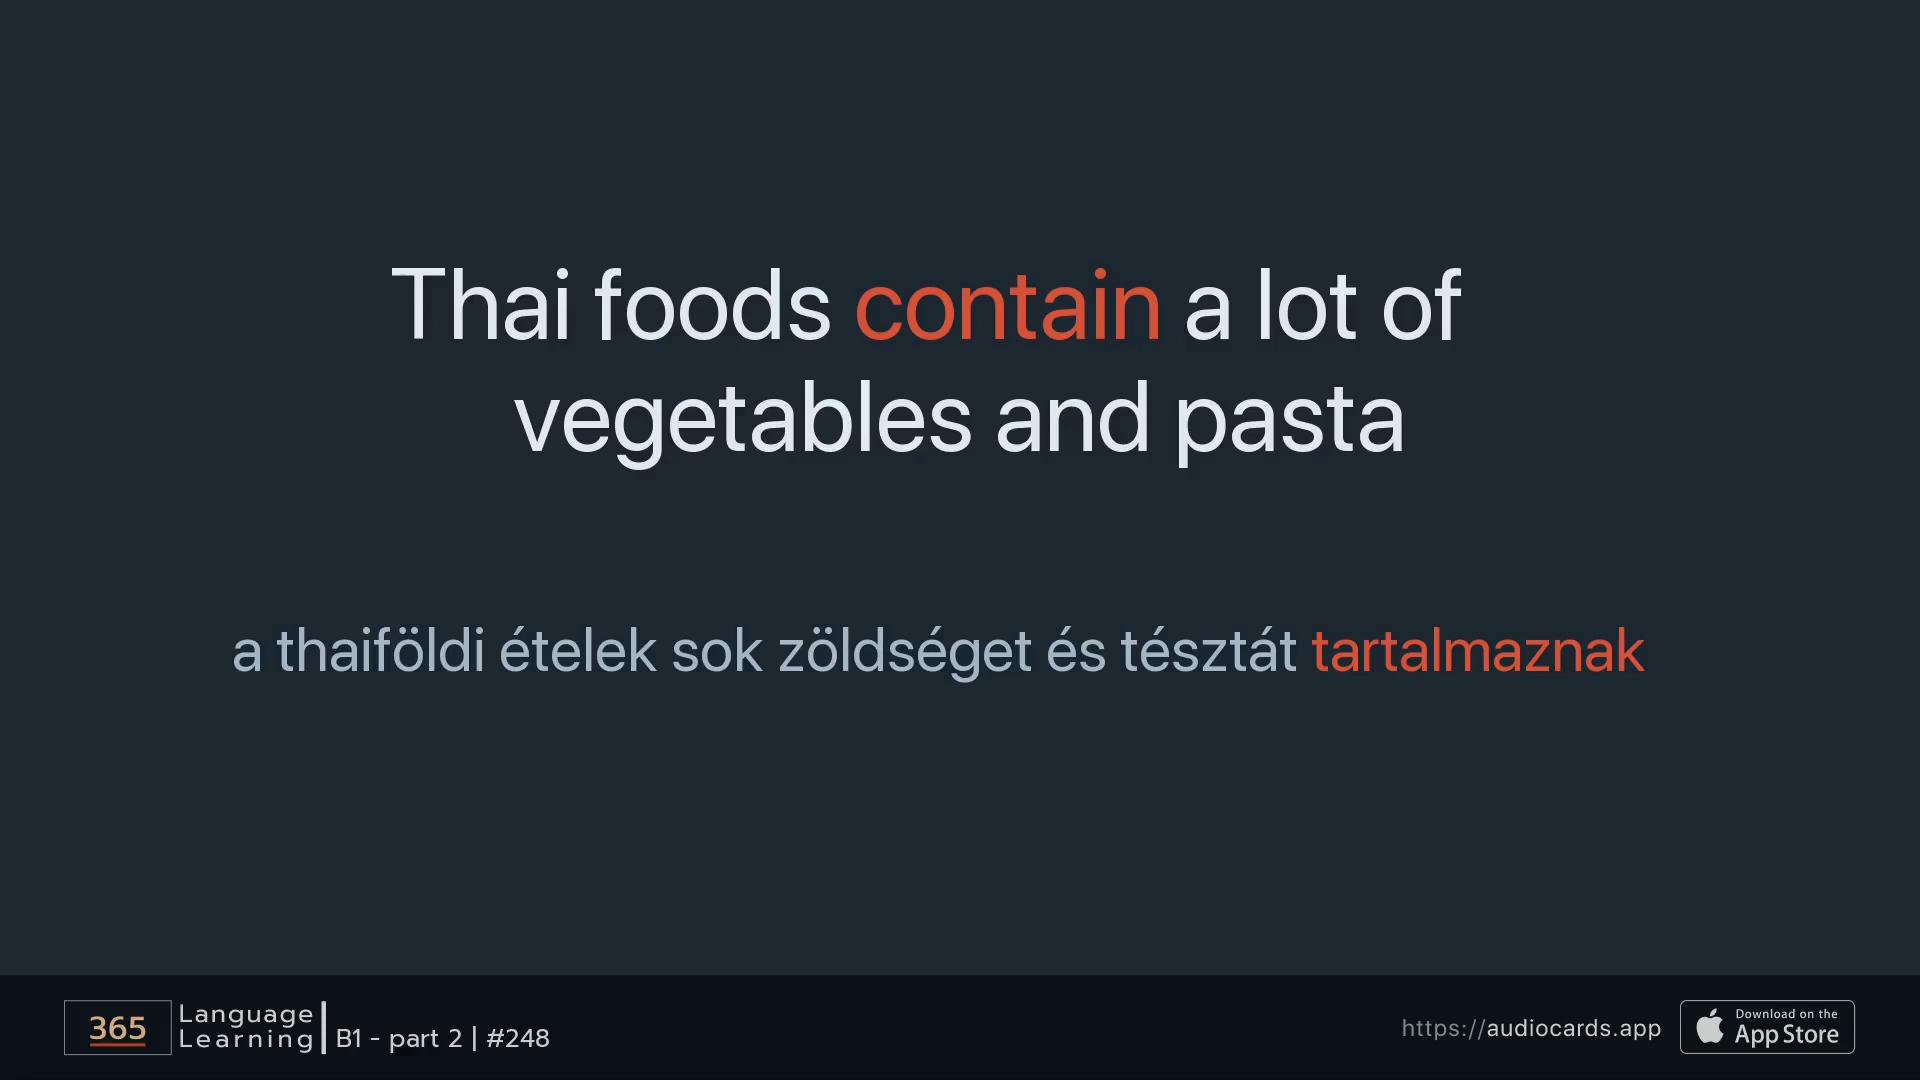 Thai foods contain a lot of
vegetables and pasta
a thaiföldi ételek sok zöldséget és tésztát tartalmaznak
365 Language Learning
B1 - part 2 | #248
https://audiocards.app
Download on the
App Store